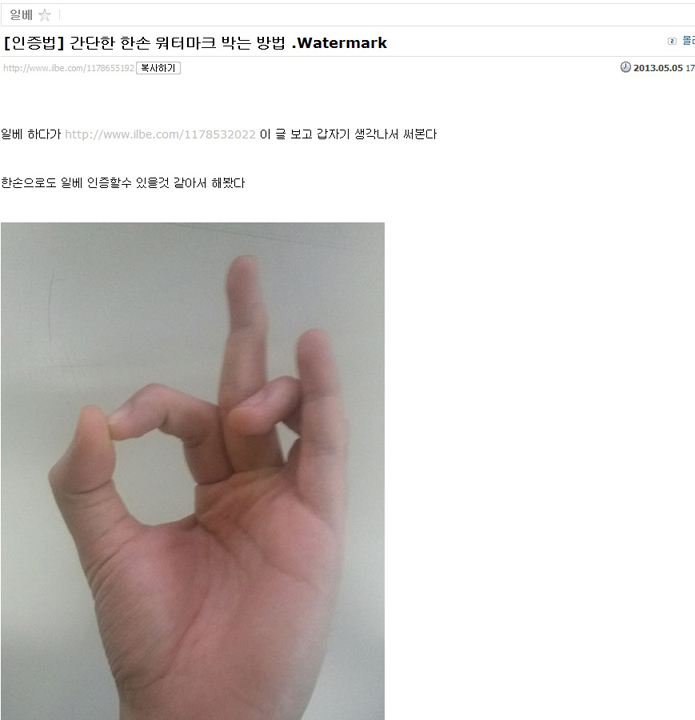 일베
[인증법] 간단한 한손 워터마크 박는 방법 .Watermark
http://www.ilbe.com/1178655192 복사하기
2013.05.05 17
일베 하다가 http://www.ilbe.com/1178532022 이 글 보고 갑자기 생각나서 써본다
한손으로도 일베 인증할수 있을것 같아서 해봤다